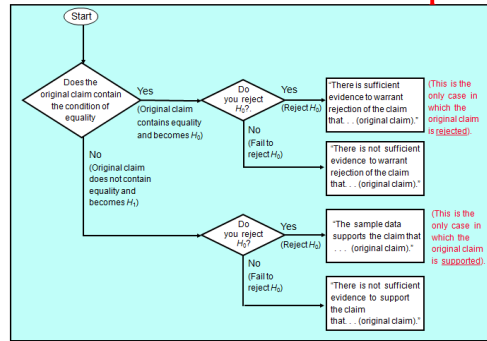 Start
Does the
original claim contain
the condition of
equality
Yes
(Original claim
contains equality
and becomes H₀)
Do
you reject
H₀?.
Yes
(Reject H₀)
"There is sufficient
evidence to warrant
rejection of the claim
that. . . (original claim)."
(This is the
only case in
which the
original claim
is rejected).
No
(Fail to
reject H₀)
"There is not sufficient
evidence to warrant
rejection of the claim
that. . . (original claim)."
No
(Original claim
does not contain
equality and
becomes H₁)
Do
you reject
H₀?
Yes
(Reject H₀)
"The sample data
supports the claim that
. . . (original claim)."
(This is the
only case in
which the
original claim
is supported).
No
(Fail to
reject H₀)
"There is not sufficient
evidence to support
the claim
that. . . (original claim)."